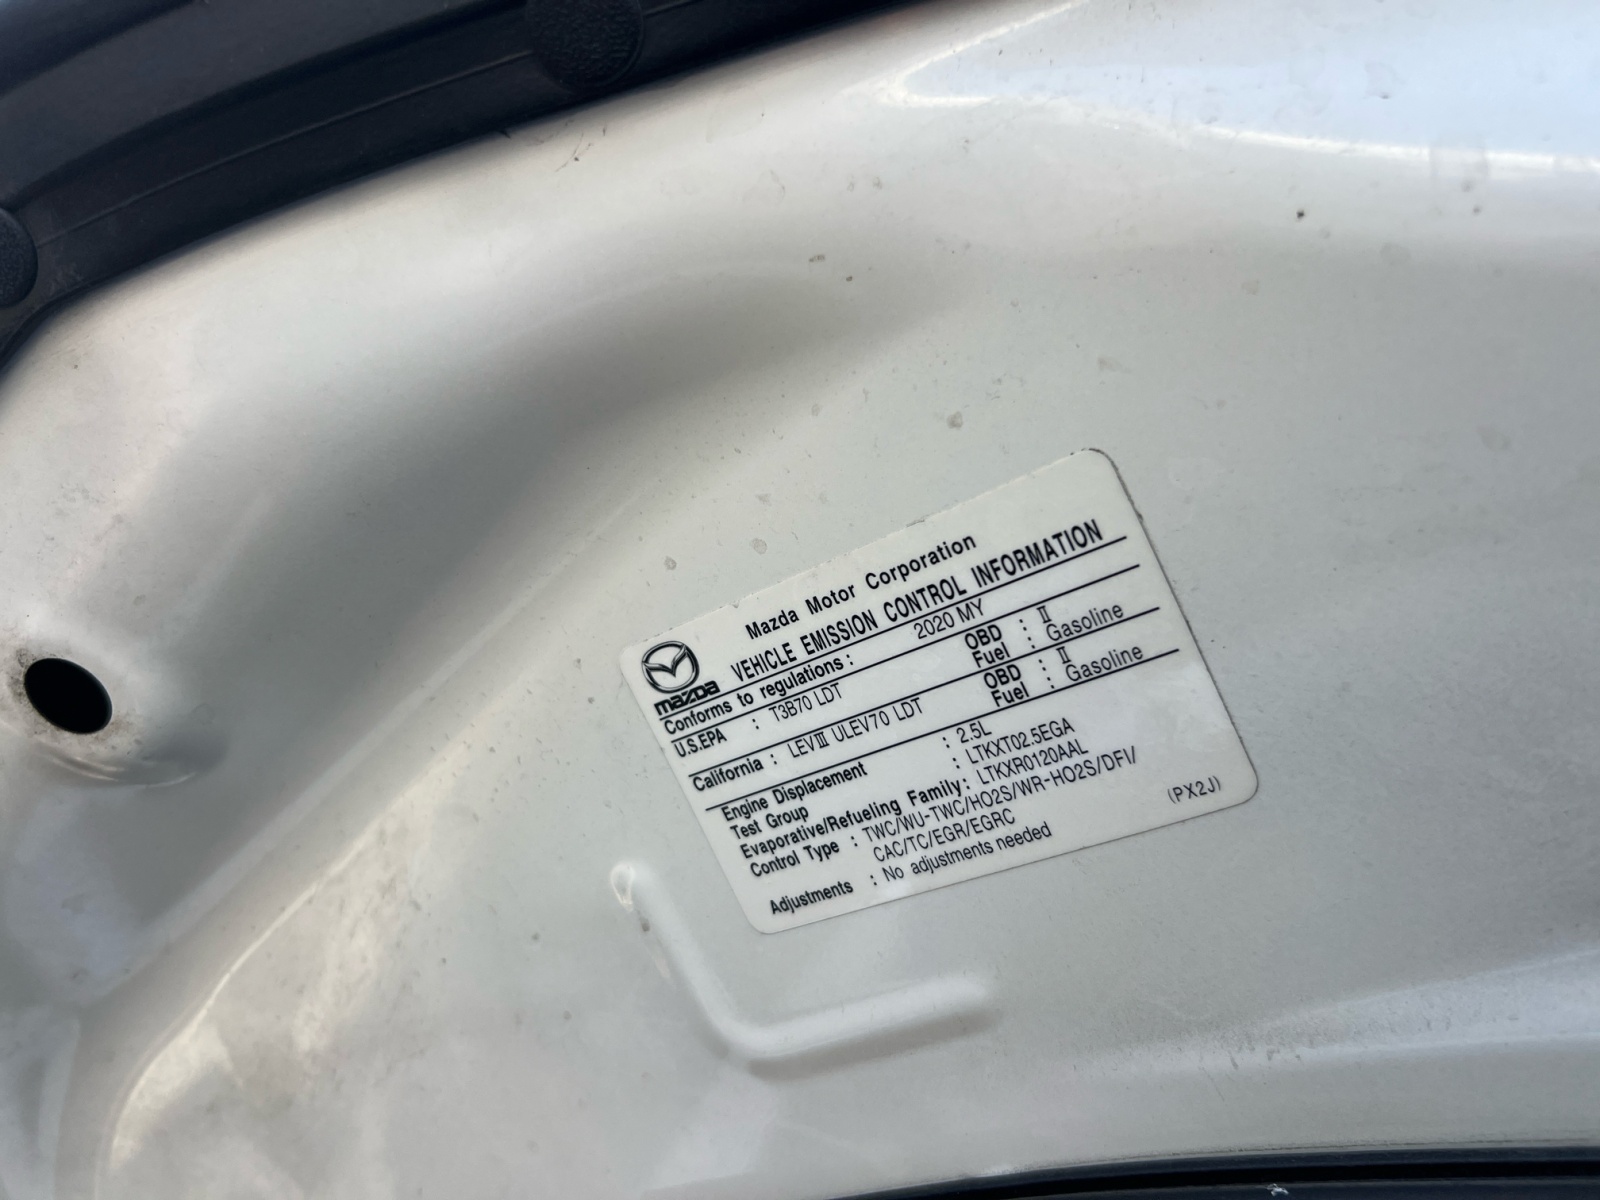 Mazda Motor Corporation
mazda VEHICLE EMISSION CONTROL INFORMATION
Conforms to regulations : 2020 MY
U.S.EPA : T3B70 LDT OBD : Ⅱ
Fuel : Gasoline
California : LEVⅢ ULEV70 LDT OBD : Ⅱ
Fuel : Gasoline
Engine Displacement : 2.5L
Test Group : LTKXT02.5EGA
Evaporative/Refueling Family : LTKXR0120AAL
Control Type : TWC/WU-TWC/HO2S/WR-HO2S/DFI/
CAC/TC/EGR/EGRC
Adjustments : No adjustments needed
(PX2J)